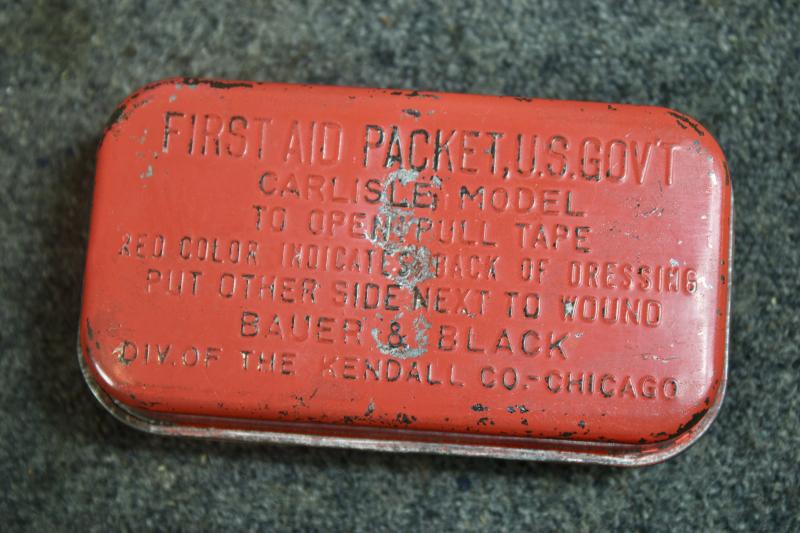 FIRST AID PACKET, U.S. GOV'T
CARLISLE MODEL
TO OPEN PULL TAPE
RED COLOR INDICATES BACK OF DRESSING
PUT OTHER SIDE NEXT TO WOUND
BAUER & BLACK
DIV. OF THE KENDALL CO.-CHICAGO